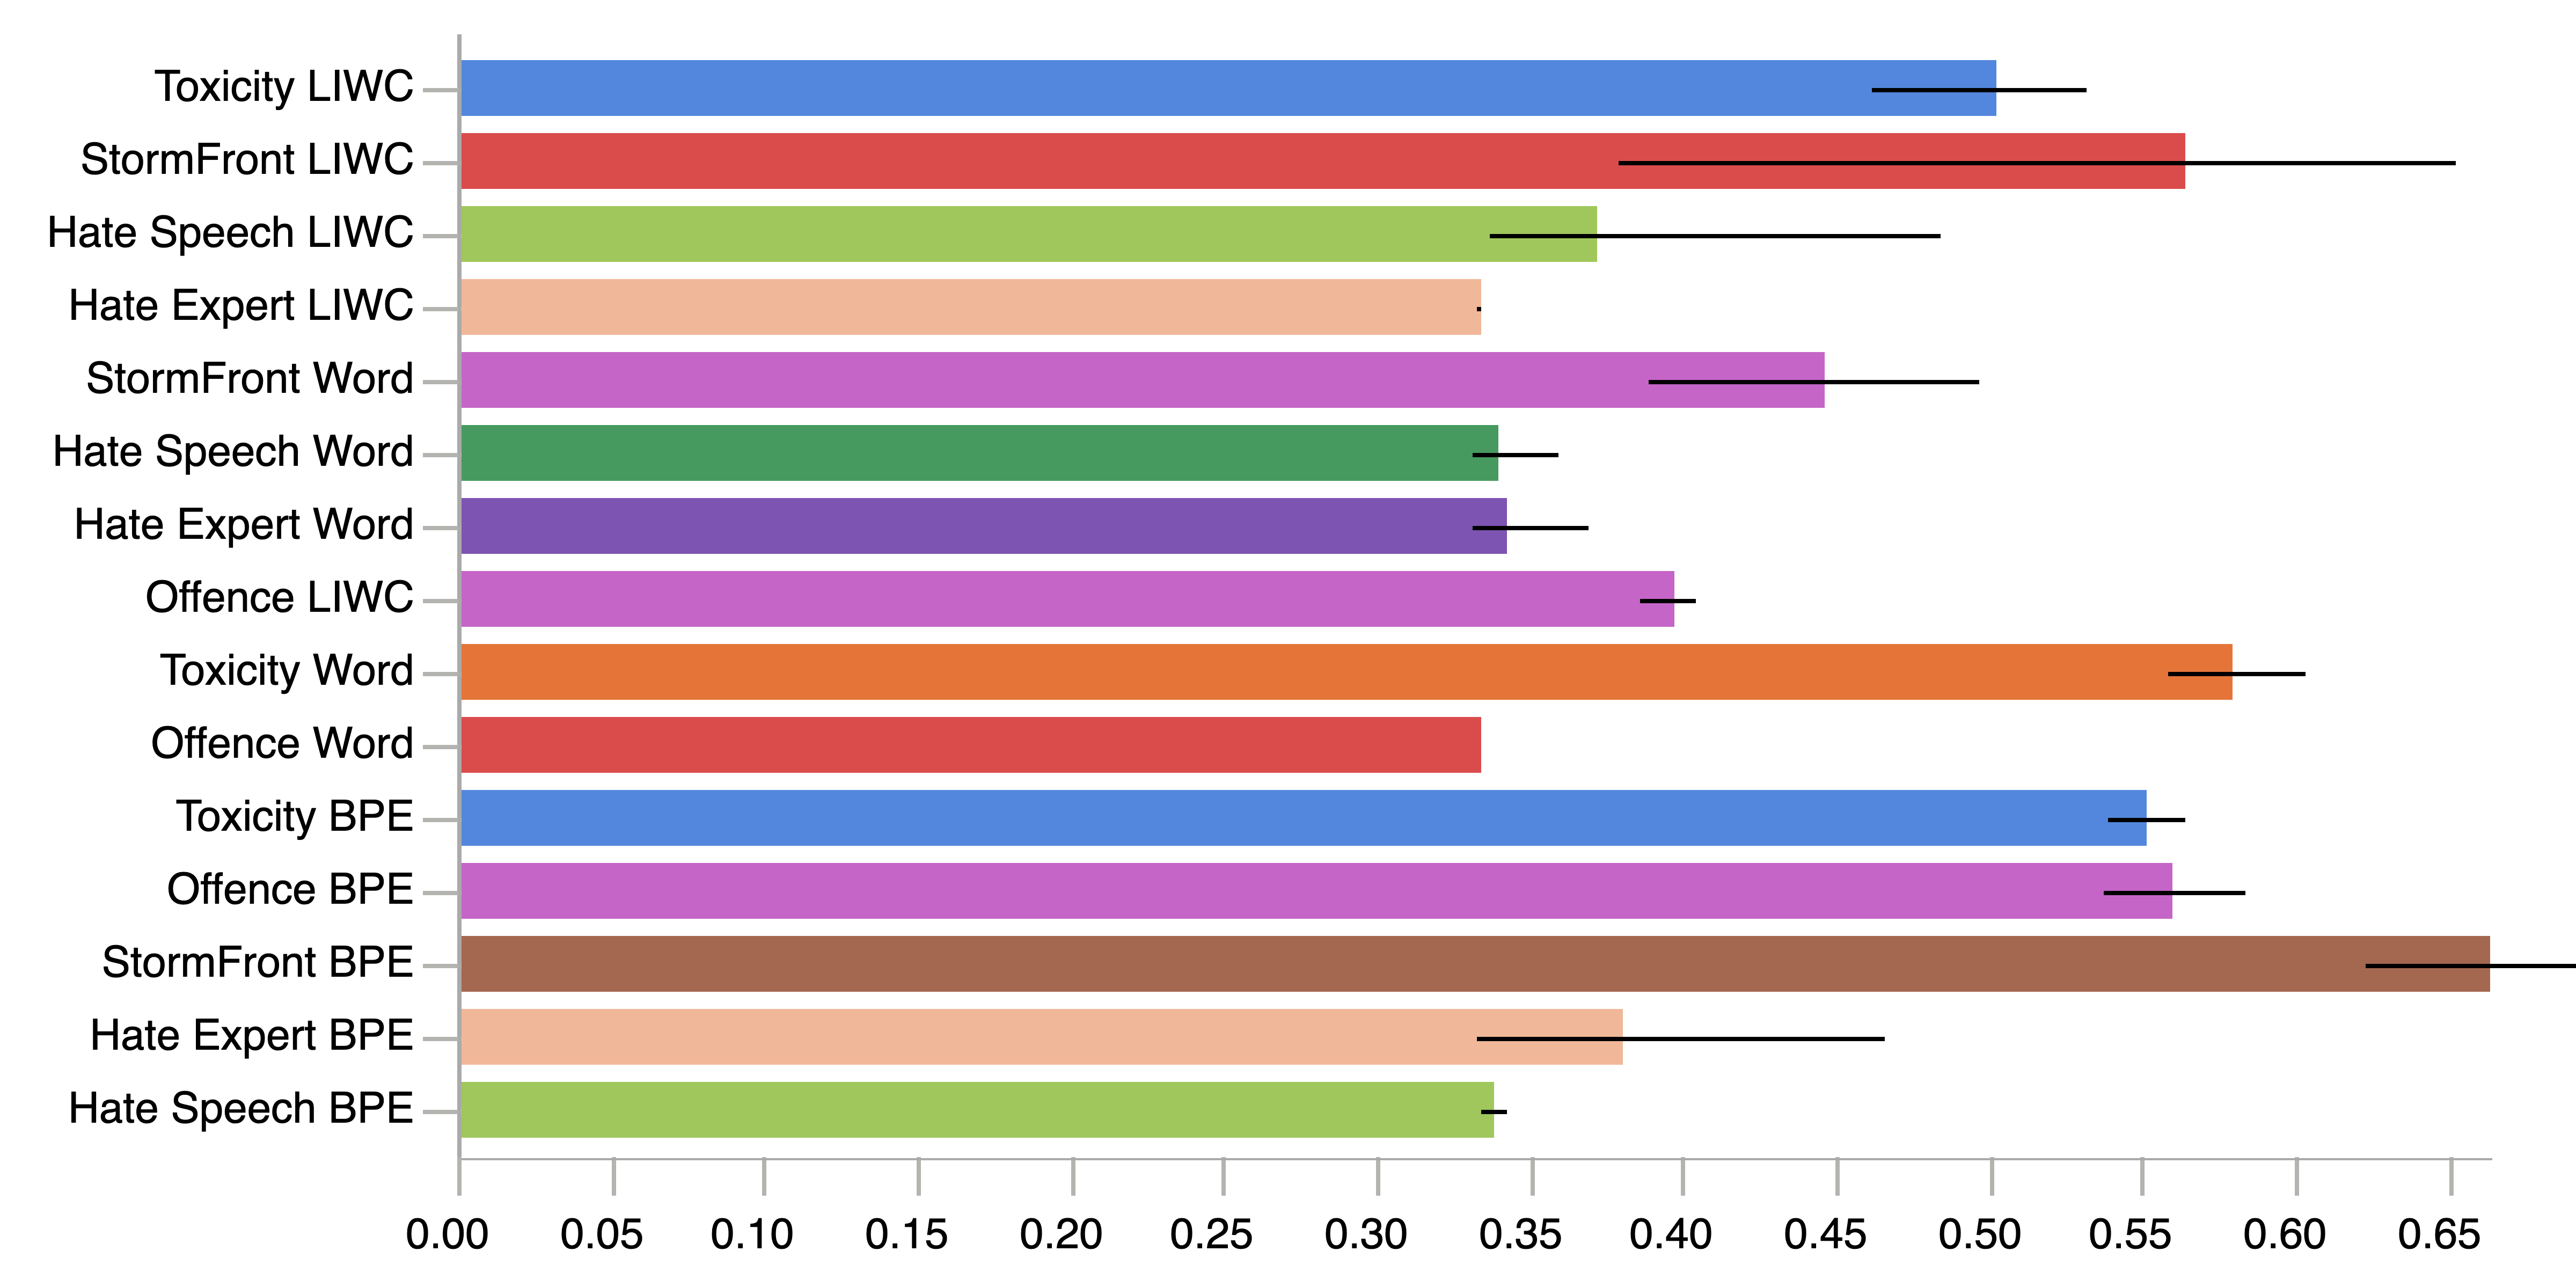 Toxicity LIWC
StormFront LIWC
Hate Speech LIWC
Hate Expert LIWC
StormFront Word
Hate Speech Word
Hate Expert Word
Offence LIWC
Toxicity Word
Offence Word
Toxicity BPE
Offence BPE
StormFront BPE
Hate Expert BPE
Hate Speech BPE
0.00 0.05 0.10 0.15 0.20 0.25 0.30 0.35 0.40 0.45 0.50 0.55 0.60 0.65